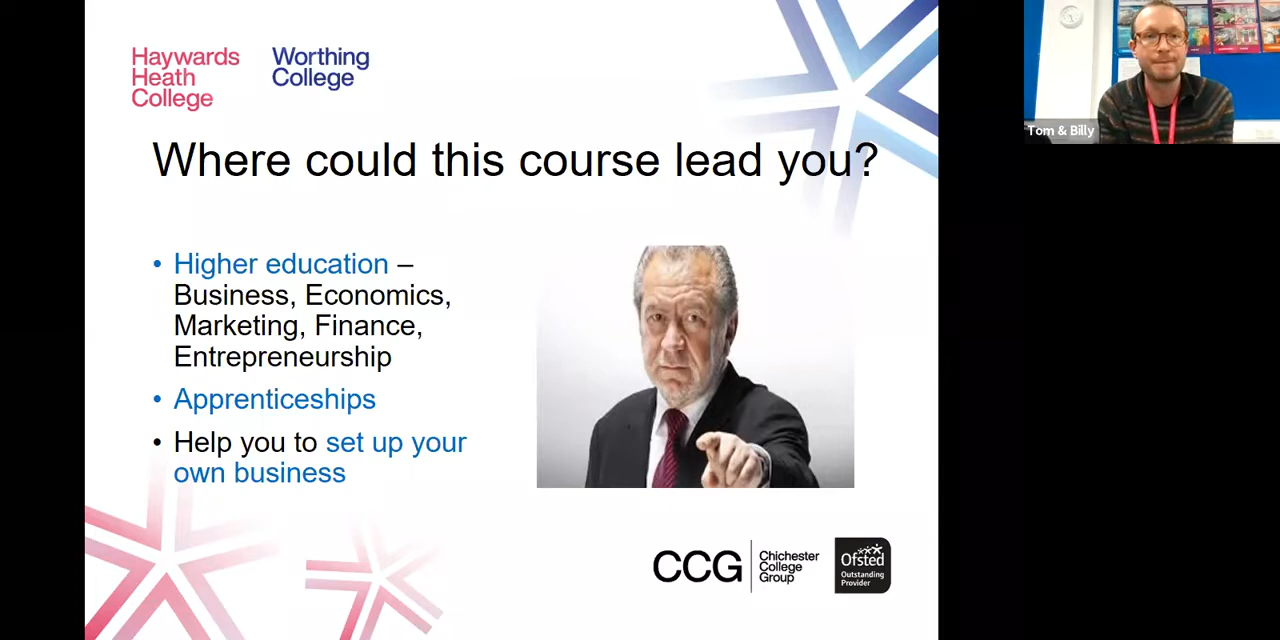 Haywards
Heath
College
Worthing
College
Where could this course lead you?
• Higher education –
Business, Economics,
Marketing, Finance,
Entrepreneurship
• Apprenticeships
• Help you to set up your
own business
CCG
Chichester
College
Group
Ofsted
Outstanding
Provider
Tom & Billy